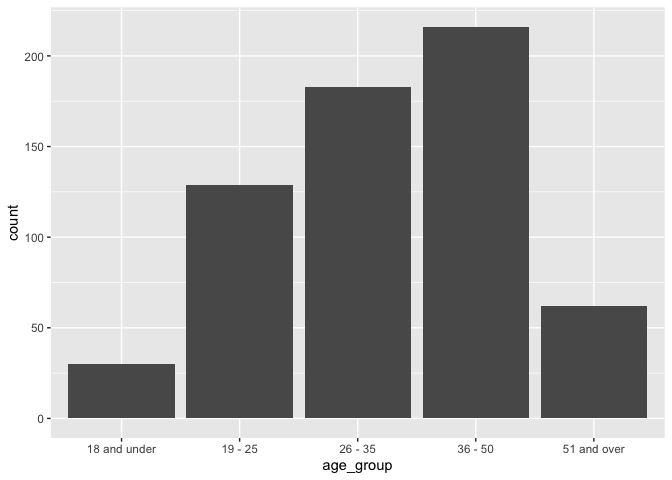 200
150
100
50
0
count
18 and under
19 - 25
26 - 35
36 - 50
51 and over
age_group